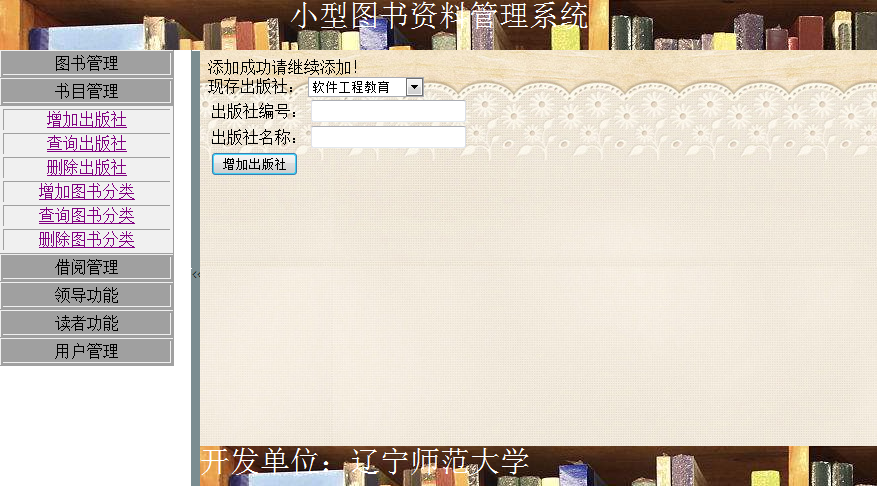 小型图书资料管理系统
图书管理
书目管理
增加出版社
查询出版社
删除出版社
增加图书分类
查询图书分类
删除图书分类
借阅管理
领导功能
读者功能
用户管理
添加成功请继续添加!
现存出版社： 软件工程教育
出版社编号：
出版社名称：
增加出版社
开发单位：辽宁师范大学